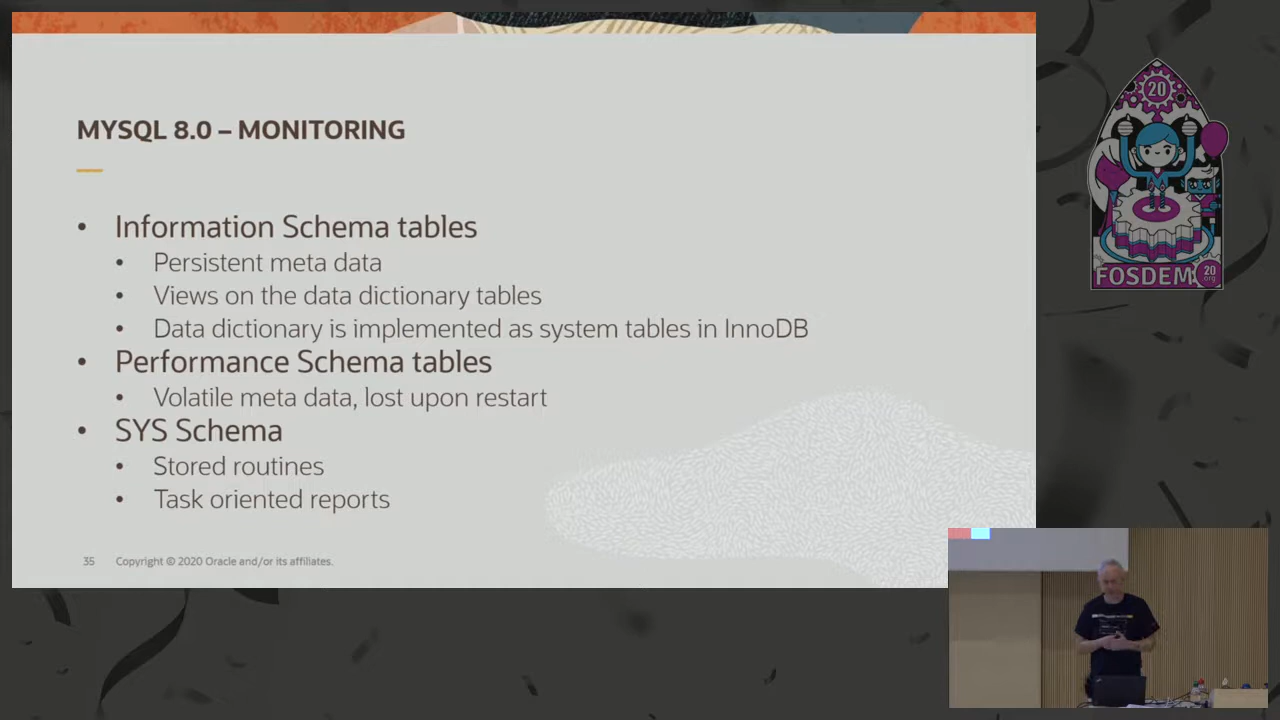 MYSQL 8.0 – MONITORING
• Information Schema tables
• Persistent meta data
• Views on the data dictionary tables
• Data dictionary is implemented as system tables in InnoDB
• Performance Schema tables
• Volatile meta data, lost upon restart
• SYS Schema
• Stored routines
• Task oriented reports
35 Copyright © 2020 Oracle and/or its affiliates.
20
FOSDEM
20
.org